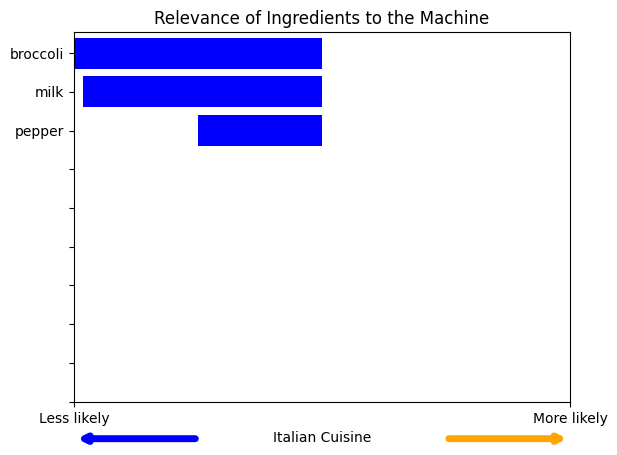 Relevance of Ingredients to the Machine
broccoli
milk
pepper
Less likely
More likely
Italian Cuisine